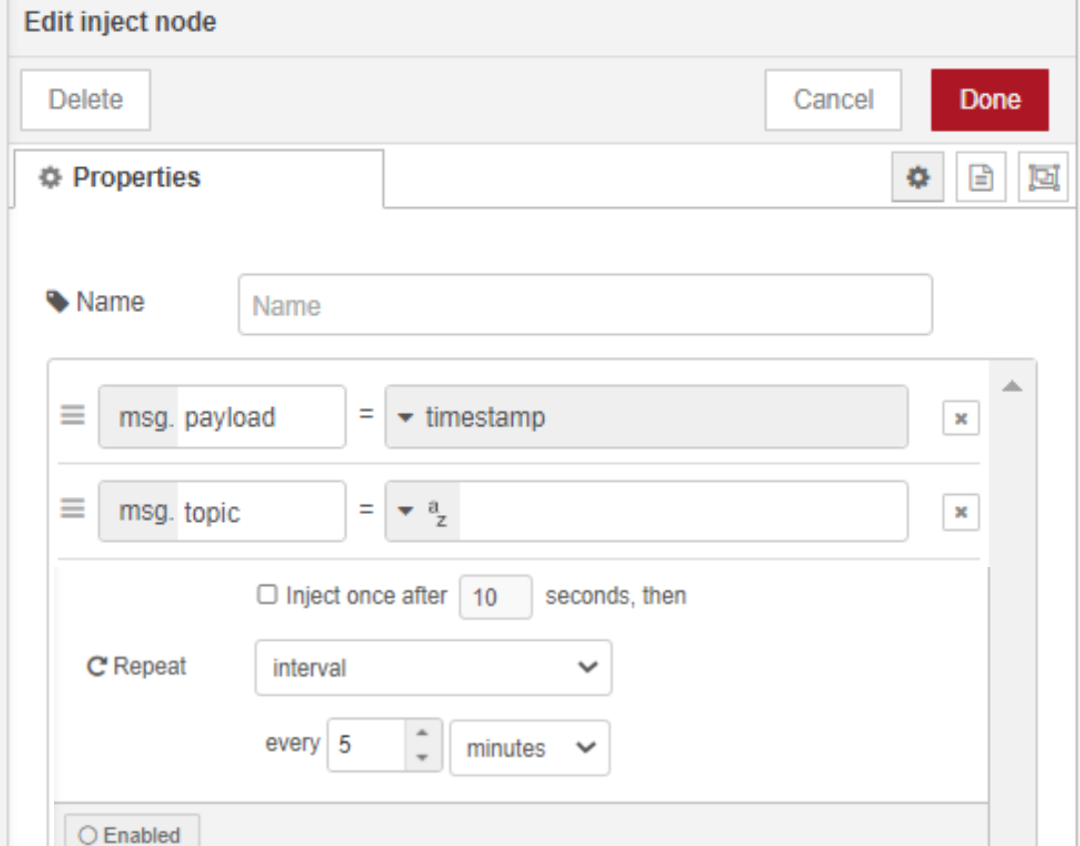 Edit inject node
Delete Cancel Done
Properties
Name Name
msg. payload = timestamp
msg. topic = az
Inject once after 10 seconds, then
Repeat interval
every 5 minutes
Enabled